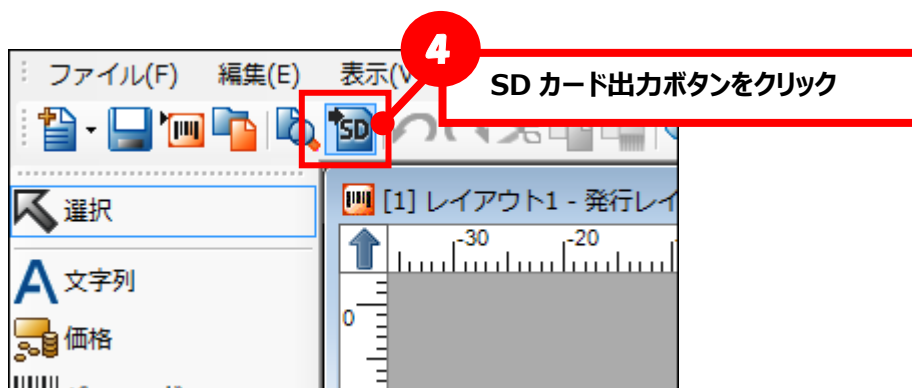 4
SD カード出力ボタンをクリック
ファイル(F) 編集(E) 表示(V
SD
選択
[1] レイアウト1 - 発行レイ
-30 -20
文字列
0
価格